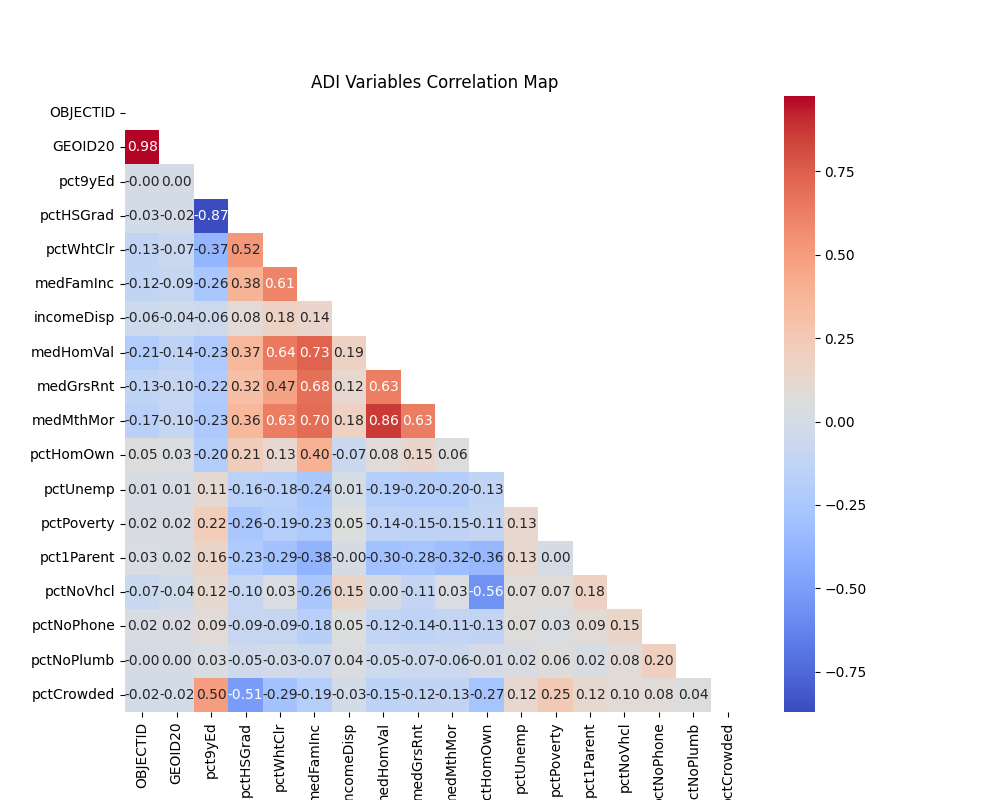 ADI Variables Correlation Map
OBJECTID
GEOID20 0.98
pct9yEd -0.00 0.00
pctHSGrad -0.03 -0.02 -0.87
pctWhtClr -0.13 -0.07 -0.37 0.52
medFamInc -0.12 -0.09 -0.26 0.38 0.61
incomeDisp -0.06 -0.04 -0.06 0.08 0.18 0.14
medHomVal -0.21 -0.14 -0.23 0.37 0.64 0.73 0.19
medGrsRnt -0.13 -0.10 -0.22 0.32 0.47 0.68 0.12 0.63
medMthMor -0.17 -0.10 -0.23 0.36 0.63 0.70 0.18 0.86 0.63
pctHomOwn 0.05 0.03 -0.20 0.21 0.13 0.40 -0.07 0.08 0.15 0.06
pctUnemp 0.01 0.01 0.11 -0.16 -0.18 -0.24 0.01 -0.19 -0.20 -0.20 -0.13
pctPoverty 0.02 0.02 0.22 -0.26 -0.19 -0.23 0.05 -0.14 -0.15 -0.15 -0.11 0.13
pct1Parent 0.03 0.02 0.16 -0.23 -0.29 -0.38 -0.00 -0.30 -0.28 -0.32 -0.36 0.13 0.00
pctNoVhcl -0.07 -0.04 0.12 -0.10 0.03 -0.26 0.15 0.00 -0.11 0.03 -0.56 0.07 0.07 0.18
pctNoPhone 0.02 0.02 0.09 -0.09 -0.09 -0.18 0.05 -0.12 -0.14 -0.11 -0.13 0.07 0.03 0.09 0.15
pctNoPlumb -0.00 0.00 0.03 -0.05 -0.03 -0.07 0.04 -0.05 -0.07 -0.06 -0.01 0.02 0.06 0.02 0.08 0.20
pctCrowded -0.02 -0.02 0.50 -0.51 -0.29 -0.19 -0.03 -0.15 -0.12 -0.13 -0.27 0.12 0.25 0.12 0.10 0.08 0.04
OBJECTID
GEOID20
pct9yEd
pctHSGrad
pctWhtClr
medFamInc
ncomeDisp
medHomVal
medGrsRnt
medMthMor
ctHomOwn
pctUnemp
pctPoverty
pct1Parent
pctNoVhcl
ctNoPhone
ctNoPlumb
ctCrowded
0.75
0.50
0.25
0.00
−0.25
−0.50
−0.75